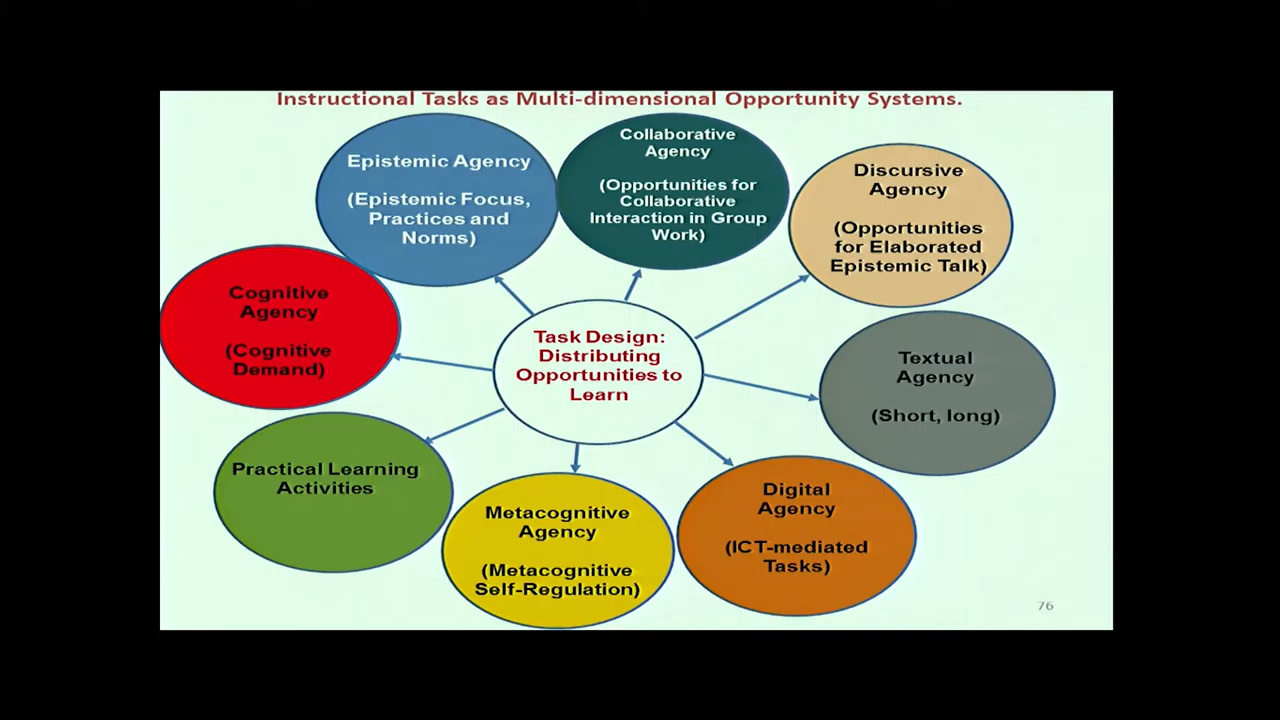 Instructional Tasks as Multi-dimensional Opportunity Systems.
Epistemic Agency
(Epistemic Focus,
Practices and
Norms)
Collaborative
Agency
(Opportunities for
Collaborative
Interaction in Group
Work)
Discursive
Agency
(Opportunities
for Elaborated
Epistemic Talk)
Cognitive
Agency
(Cognitive
Demand)
Task Design:
Distributing
Opportunities to
Learn
Textual
Agency
(Short, long)
Practical Learning
Activities
Metacognitive
Agency
(Metacognitive
Self-Regulation)
Digital
Agency
(ICT-mediated
Tasks)
76